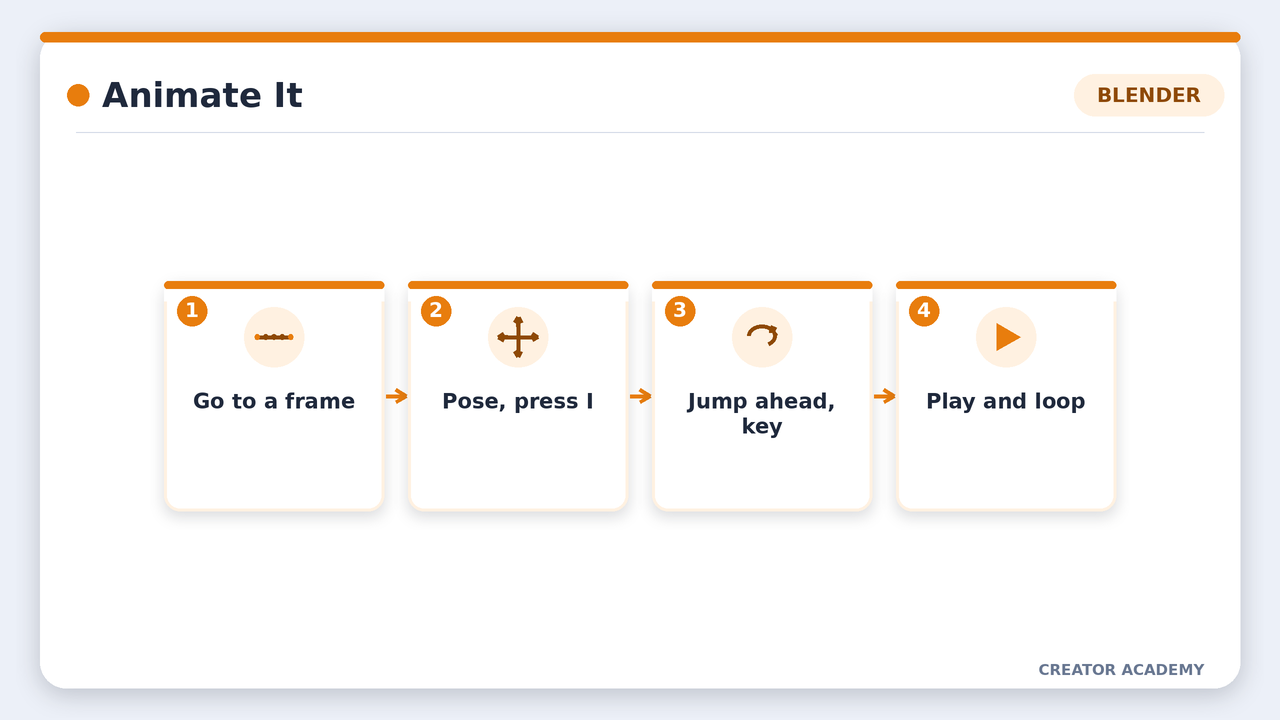 Animate It
BLENDER
1
Go to a frame
2
Pose, press I
3
Jump ahead,
key
4
Play and loop
CREATOR ACADEMY